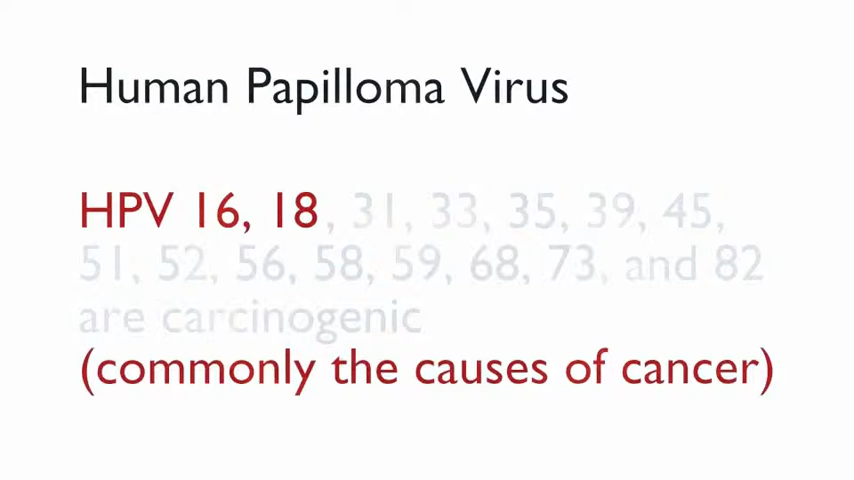 Human Papilloma Virus
HPV 16, 18, 31, 33, 35, 39, 45,
51, 52, 56, 58, 59, 68, 73, and 82
are carcinogenic
(commonly the causes of cancer)